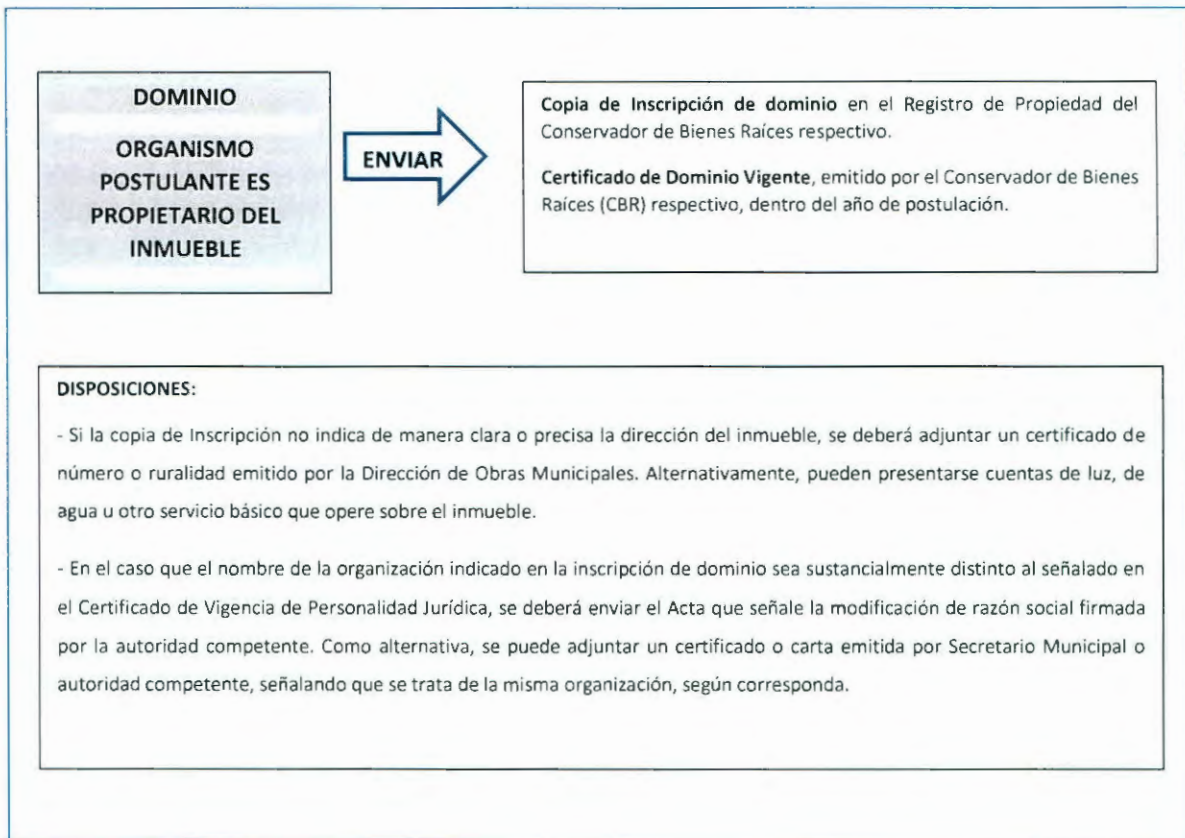 DOMINIO
ORGANISMO
POSTULANTE ES
PROPIETARIO DEL
INMUEBLE
ENVIAR
Copia de Inscripción de dominio en el Registro de Propiedad del
Conservador de Bienes Raíces respectivo.
Certificado de Dominio Vigente, emitido por el Conservador de Bienes
Raíces (CBR) respectivo, dentro del año de postulación.
DISPOSICIONES:
- Si la copia de Inscripción no indica de manera clara o precisa la dirección del inmueble, se deberá adjuntar un certificado de
número o ruralidad emitido por la Dirección de Obras Municipales. Alternativamente, pueden presentarse cuentas de luz, de
agua u otro servicio básico que opere sobre el inmueble.
- En el caso que el nombre de la organización indicado en la inscripción de dominio sea sustancialmente distinto al señalado en
el Certificado de Vigencia de Personalidad Jurídica, se deberá enviar el Acta que señale la modificación de razón social firmada
por la autoridad competente. Como alternativa, se puede adjuntar un certificado o carta emitida por Secretario Municipal o
autoridad competente, señalando que se trata de la misma organización, según corresponda.